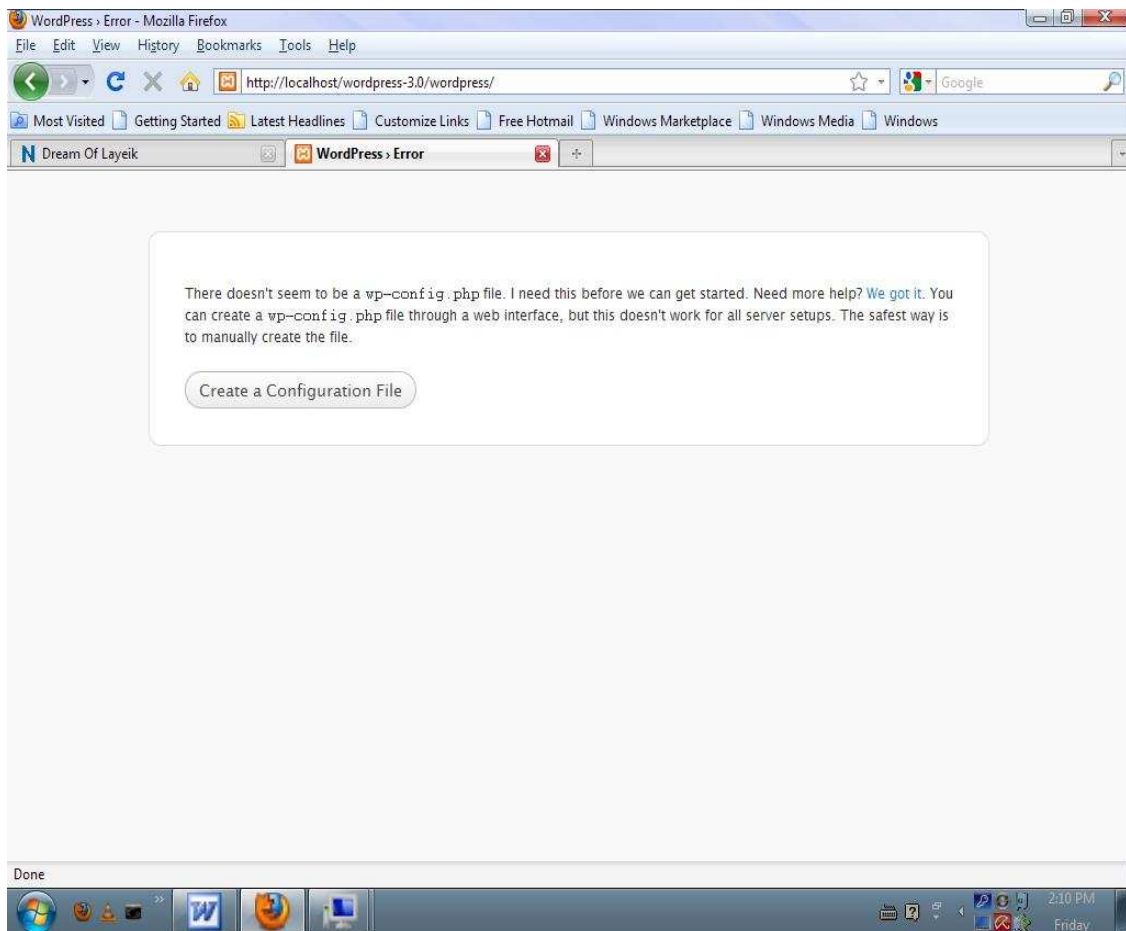 WordPress › Error - Mozilla Firefox
File Edit View History Bookmarks Tools Help
http://localhost/wordpress-3.0/wordpress/ Google
Most Visited Getting Started Latest Headlines Customize Links Free Hotmail Windows Marketplace Windows Media Windows
N Dream Of Layeik WordPress › Error
There doesn't seem to be a wp-config.php file. I need this before we can get started. Need more help? We got it. You
can create a wp-config.php file through a web interface, but this doesn't work for all server setups. The safest way is
to manually create the file.
Create a Configuration File
Done
2:10 PM
Friday